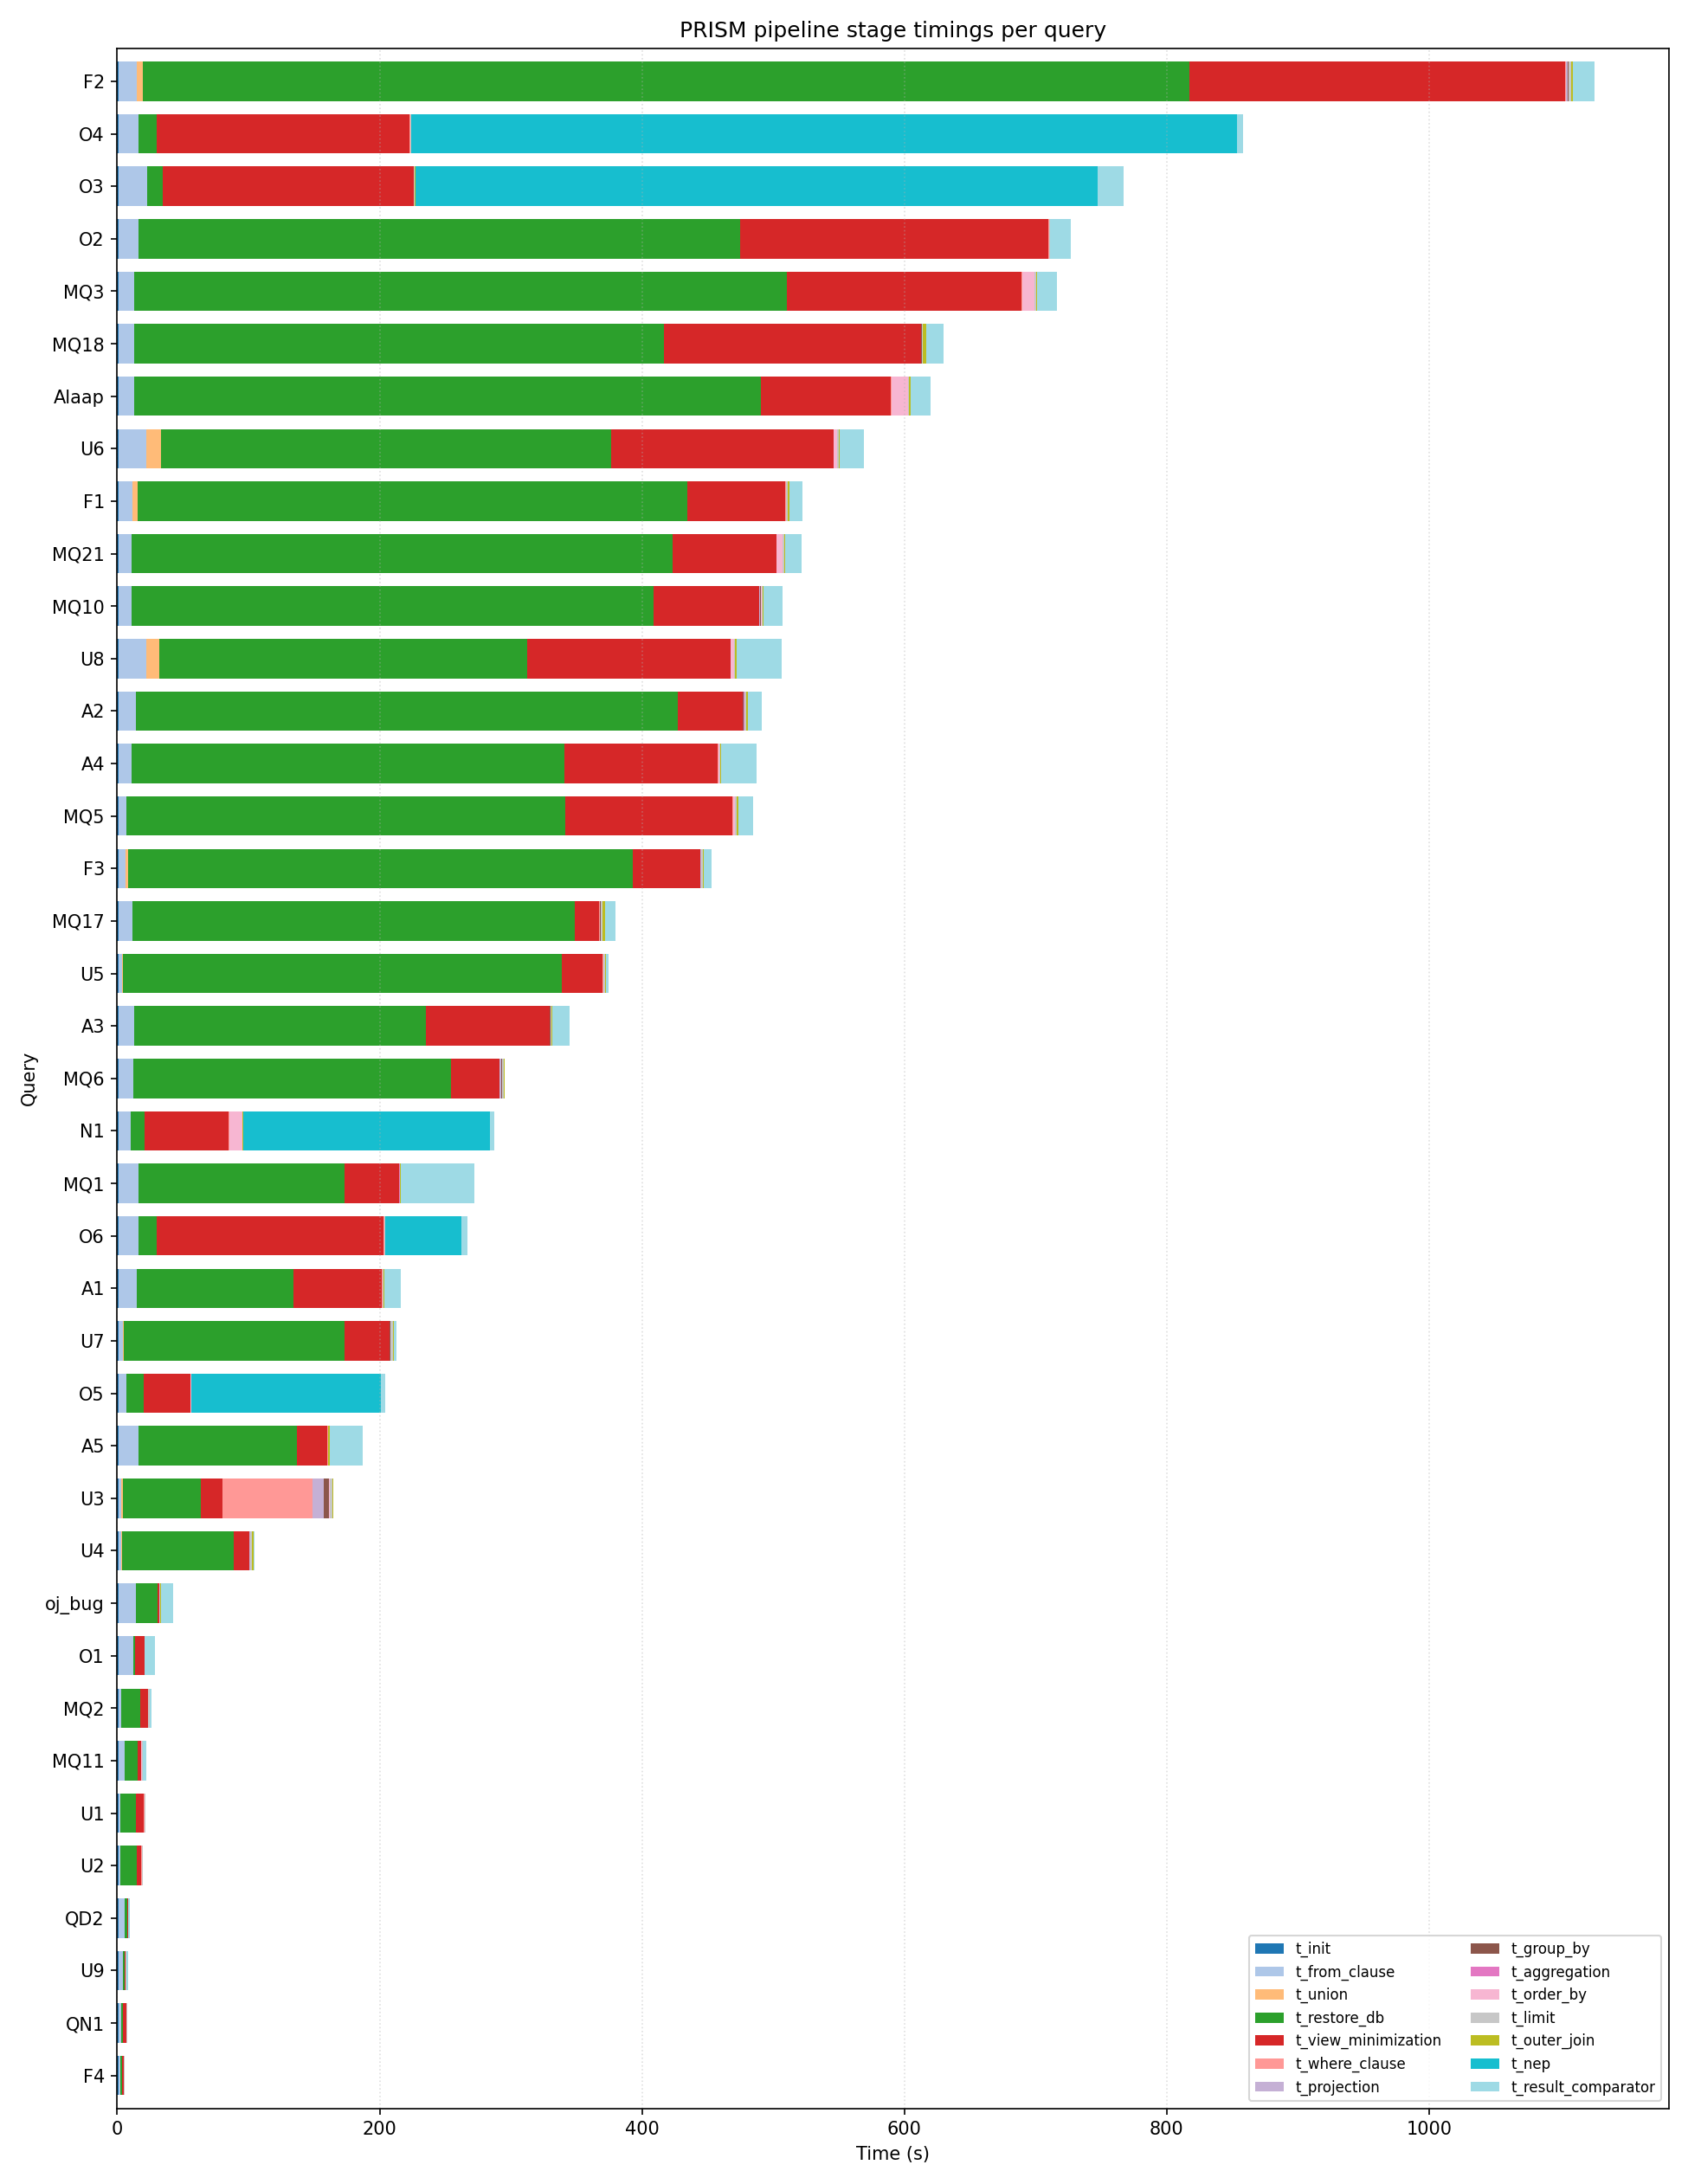 PRISM pipeline stage timings per query
Query
F2
O4
O3
O2
MQ3
MQ18
Alaap
U6
F1
MQ21
MQ10
U8
A2
A4
MQ5
F3
MQ17
U5
A3
MQ6
N1
MQ1
O6
A1
U7
O5
A5
U3
U4
oj_bug
O1
MQ2
MQ11
U1
U2
QD2
U9
QN1
F4
t_init
t_from_clause
t_union
t_restore_db
t_view_minimization
t_where_clause
t_projection
t_group_by
t_aggregation
t_order_by
t_limit
t_outer_join
t_nep
t_result_comparator
0 200 400 600 800 1000
Time (s)